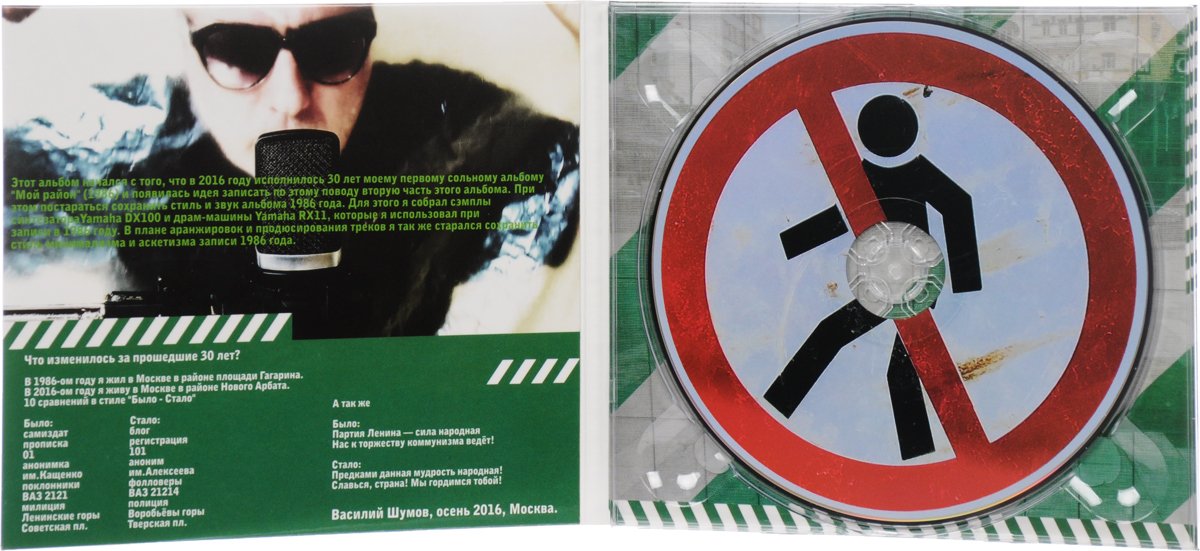 Этот альбом начался с того, что в 2016 году исполнилось 30 лет моему первому сольному альбому
"Мой район" (1986) и появилась идея записать по этому поводу вторую часть этого альбома. При
этом постараться сохранить стиль и звук альбома 1986 года. Для этого я собрал сэмплы
синтезатораYamaha DX100 и драм-машины Yamaha RX11, которые я использовал при
записи в 1986 году. В плане аранжировок и продюсирования треков я так же старался сохранить
стиль минимализма и аскетизма записи 1986 года.
Что изменилось за прошедшие 30 лет?
В 1986-ом году я жил в Москве в районе площади Гагарина.
В 2016-ом году я живу в Москве в районе Нового Арбата.
10 сравнений в стиле "Было - Стало"
Было:
самиздат
прописка
01
анонимка
им.Кащенко
поклонники
ВАЗ 2121
милиция
Ленинские горы
Советская пл.
Стало:
блог
регистрация
101
аноним
им.Алексеева
фолловеры
ВАЗ 21214
полиция
Воробьёвы горы
Тверская пл.
А так же
Было:
Партия Ленина — сила народная
Нас к торжеству коммунизма ведёт!
Стало:
Предками данная мудрость народная!
Славься, страна! Мы гордимся тобой!
Василий Шумов, осень 2016, Москва.